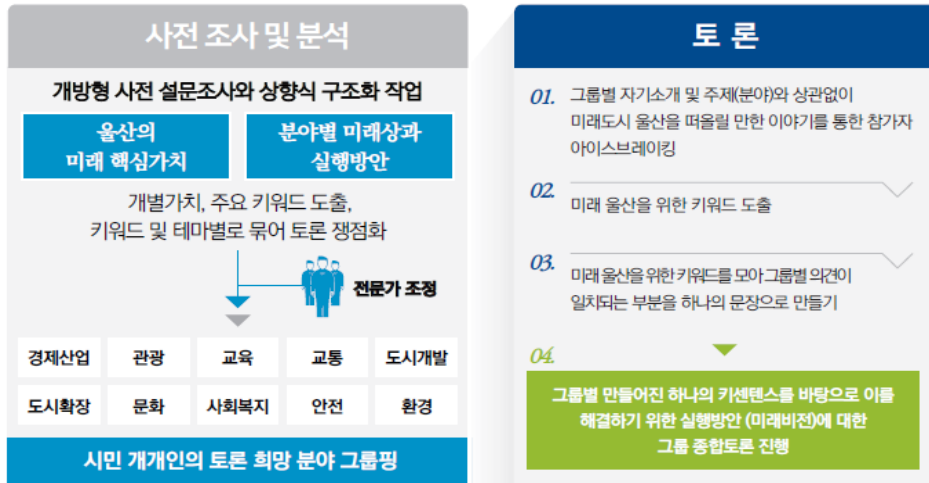 사전 조사 및 분석
개방형 사전 설문조사와 상향식 구조화 작업
울산의
미래 핵심가치
분야별 미래상과
실행방안
개별가치, 주요 키워드 도출,
키워드 및 테마별로 묶어 토론 쟁점화
전문가 조정
경제산업
관광
교육
교통
도시개발
도시확장
문화
사회복지
안전
환경
시민 개개인의 토론 희망 분야 그룹핑
토 론
01. 그룹별 자기소개 및 주제(분야)와 상관없이
미래도시 울산을 떠올릴 만한 이야기를 통한 참가자
아이스브레이킹
02. 미래 울산을 위한 키워드 도출
03. 미래 울산을 위한 키워드를 모아 그룹별 의견이
일치되는 부분을 하나의 문장으로 만들기
04.
그룹별 만들어진 하나의 키센텐스를 바탕으로 이를
해결하기 위한 실행방안 (미래비전)에 대한
그룹 종합토론 진행